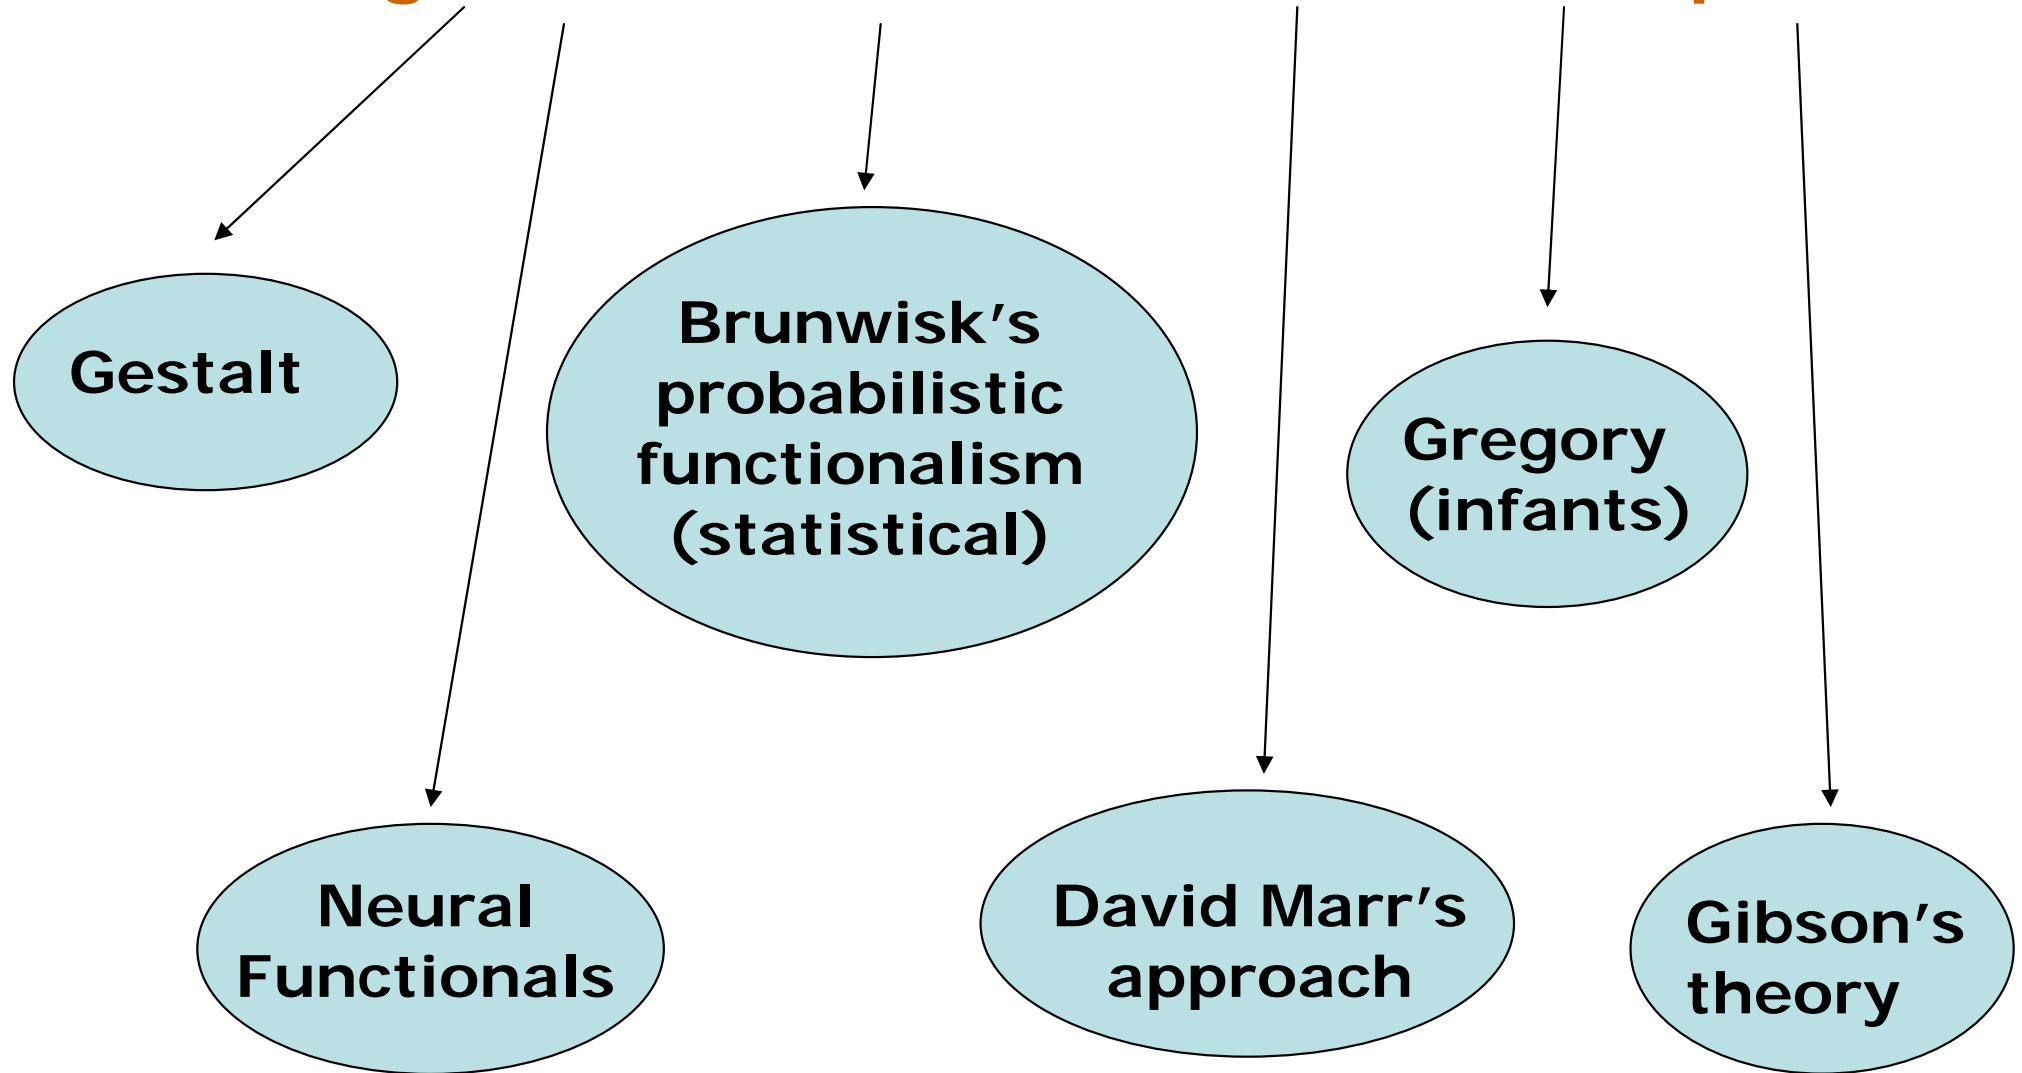 Gestalt
Brunwisk’s
probabilistic
functionalism
(statistical)
Gregory
(infants)
Neural
Functionals
David Marr’s
approach
Gibson’s
theory